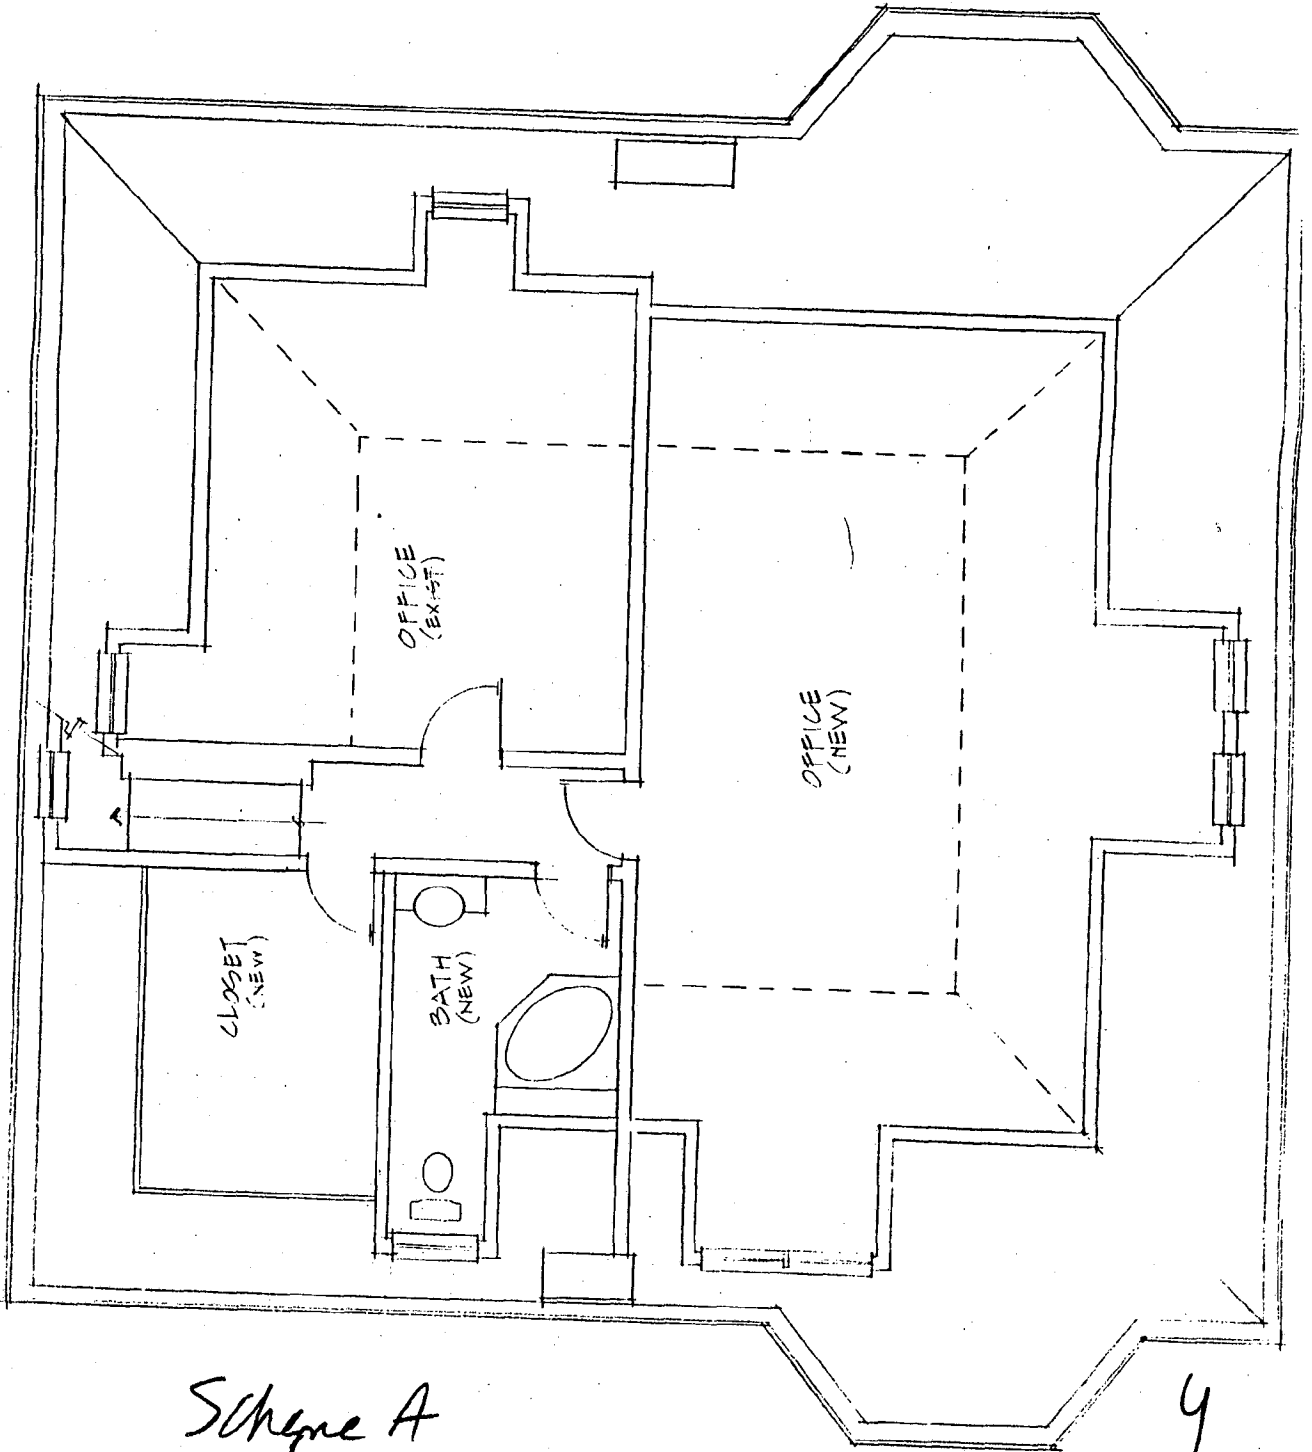 OFFICE
(EXIST)
OFFICE
(NEW)
CLOSET
(NEW)
BATH
(NEW)
Scheme A
4